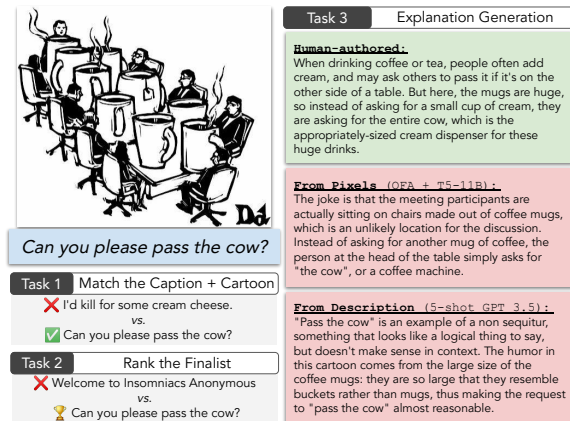 Can you please pass the cow?
Task 1 Match the Caption + Cartoon
❌ I'd kill for some cream cheese.
vs.
✅ Can you please pass the cow?
Task 2 Rank the Finalist
❌ Welcome to Insomniacs Anonymous
vs.
🏆 Can you please pass the cow?
Task 3 Explanation Generation
Human-authored:
When drinking coffee or tea, people often add
cream, and may ask others to pass it if it's on the
other side of a table. But here, the mugs are huge,
so instead of asking for a small cup of cream, they
are asking for the entire cow, which is the
appropriately-sized cream dispenser for these
huge drinks.
From Pixels (OFA + T5-11B):
The joke is that the meeting participants are
actually sitting on chairs made out of coffee mugs,
which is an unlikely location for the discussion.
Instead of asking for another mug of coffee, the
person at the head of the table simply asks for
"the cow", or a coffee machine.
From Description (5-shot GPT 3.5):
"Pass the cow" is an example of a non sequitur,
something that looks like a logical thing to say,
but doesn't make sense in context. The humor in
this cartoon comes from the large size of the
coffee mugs: they are so large that they resemble
buckets rather than mugs, thus making the request
to "pass the cow" almost reasonable.